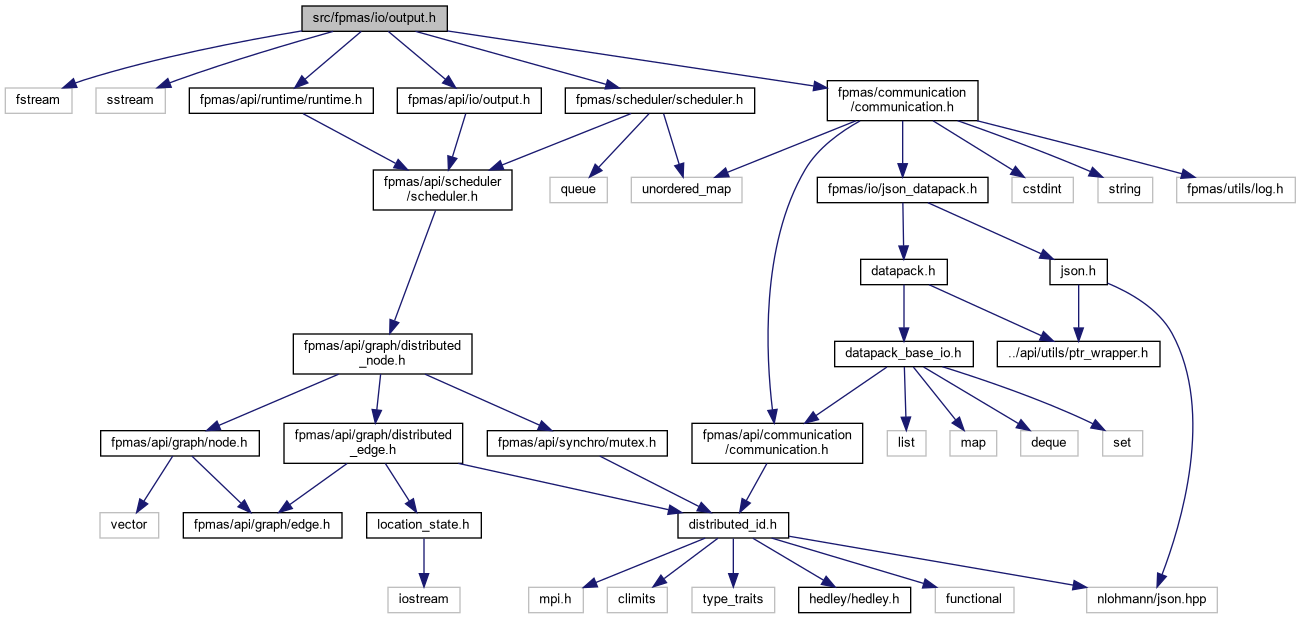 src/fpmas/io/output.h
fstream
sstream
fpmas/api/runtime/runtime.h
fpmas/api/io/output.h
fpmas/scheduler/scheduler.h
fpmas/communication
/communication.h
fpmas/api/scheduler
/scheduler.h
queue
unordered_map
fpmas/io/json_datapack.h
cstdint
string
fpmas/utils/log.h
datapack.h
json.h
fpmas/api/graph/distributed
_node.h
datapack_base_io.h
../api/utils/ptr_wrapper.h
fpmas/api/graph/node.h
fpmas/api/graph/distributed
_edge.h
fpmas/api/synchro/mutex.h
fpmas/api/communication
/communication.h
list
map
deque
set
vector
fpmas/api/graph/edge.h
location_state.h
distributed_id.h
iostream
mpi.h
climits
type_traits
hedley/hedley.h
functional
nlohmann/json.hpp